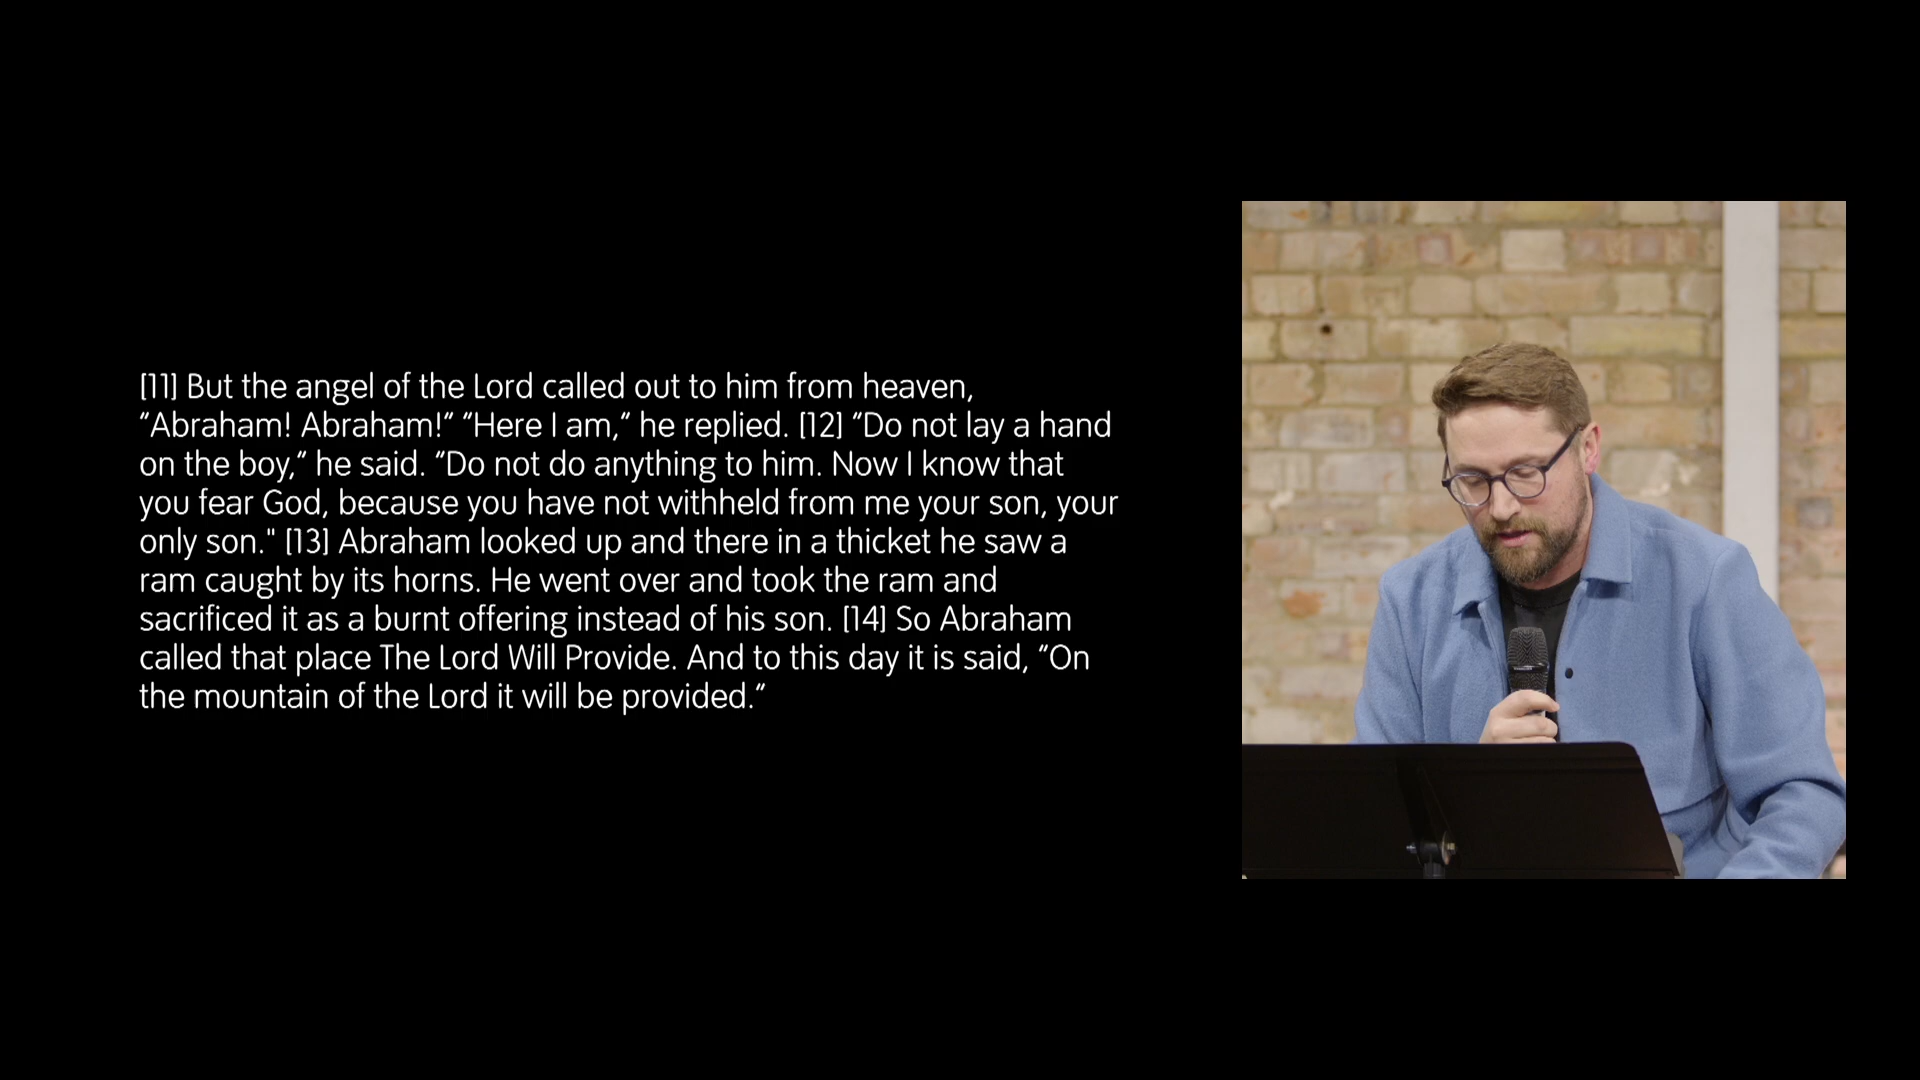 [11] But the angel of the Lord called out to him from heaven,
“Abraham! Abraham!” “Here I am,” he replied. [12] “Do not lay a hand
on the boy,” he said. “Do not do anything to him. Now I know that
you fear God, because you have not withheld from me your son, your
only son." [13] Abraham looked up and there in a thicket he saw a
ram caught by its horns. He went over and took the ram and
sacrificed it as a burnt offering instead of his son. [14] So Abraham
called that place The Lord Will Provide. And to this day it is said, “On
the mountain of the Lord it will be provided.“